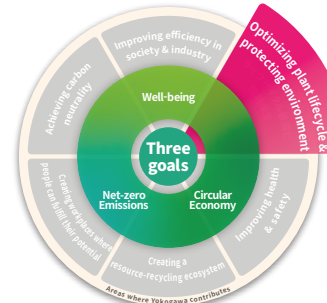 Improving efficiency in
society & industry
Optimizing plant lifecycle &
protecting environment
Achieving carbon
neutrality
Well-being
Three
goals
Net-zero
Emissions
Circular
Economy
Improving health
& safety
Creating workplaces where
people can fulfill their potential
Creating a
resource-recycling ecosystem
Areas where Yokogawa contributes